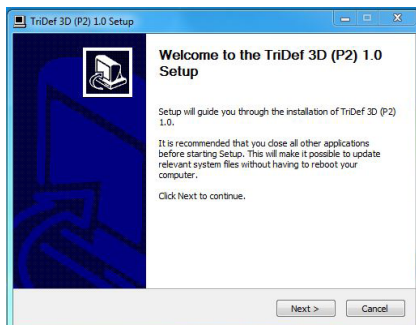 TriDef 3D (P2) 1.0 Setup
Welcome to the TriDef 3D (P2) 1.0
Setup
Setup will guide you through the installation of TriDef 3D (P2)
1.0.
It is recommended that you close all other applications
before starting Setup. This will make it possible to update
relevant system files without having to reboot your
computer.
Click Next to continue.
Next >
Cancel